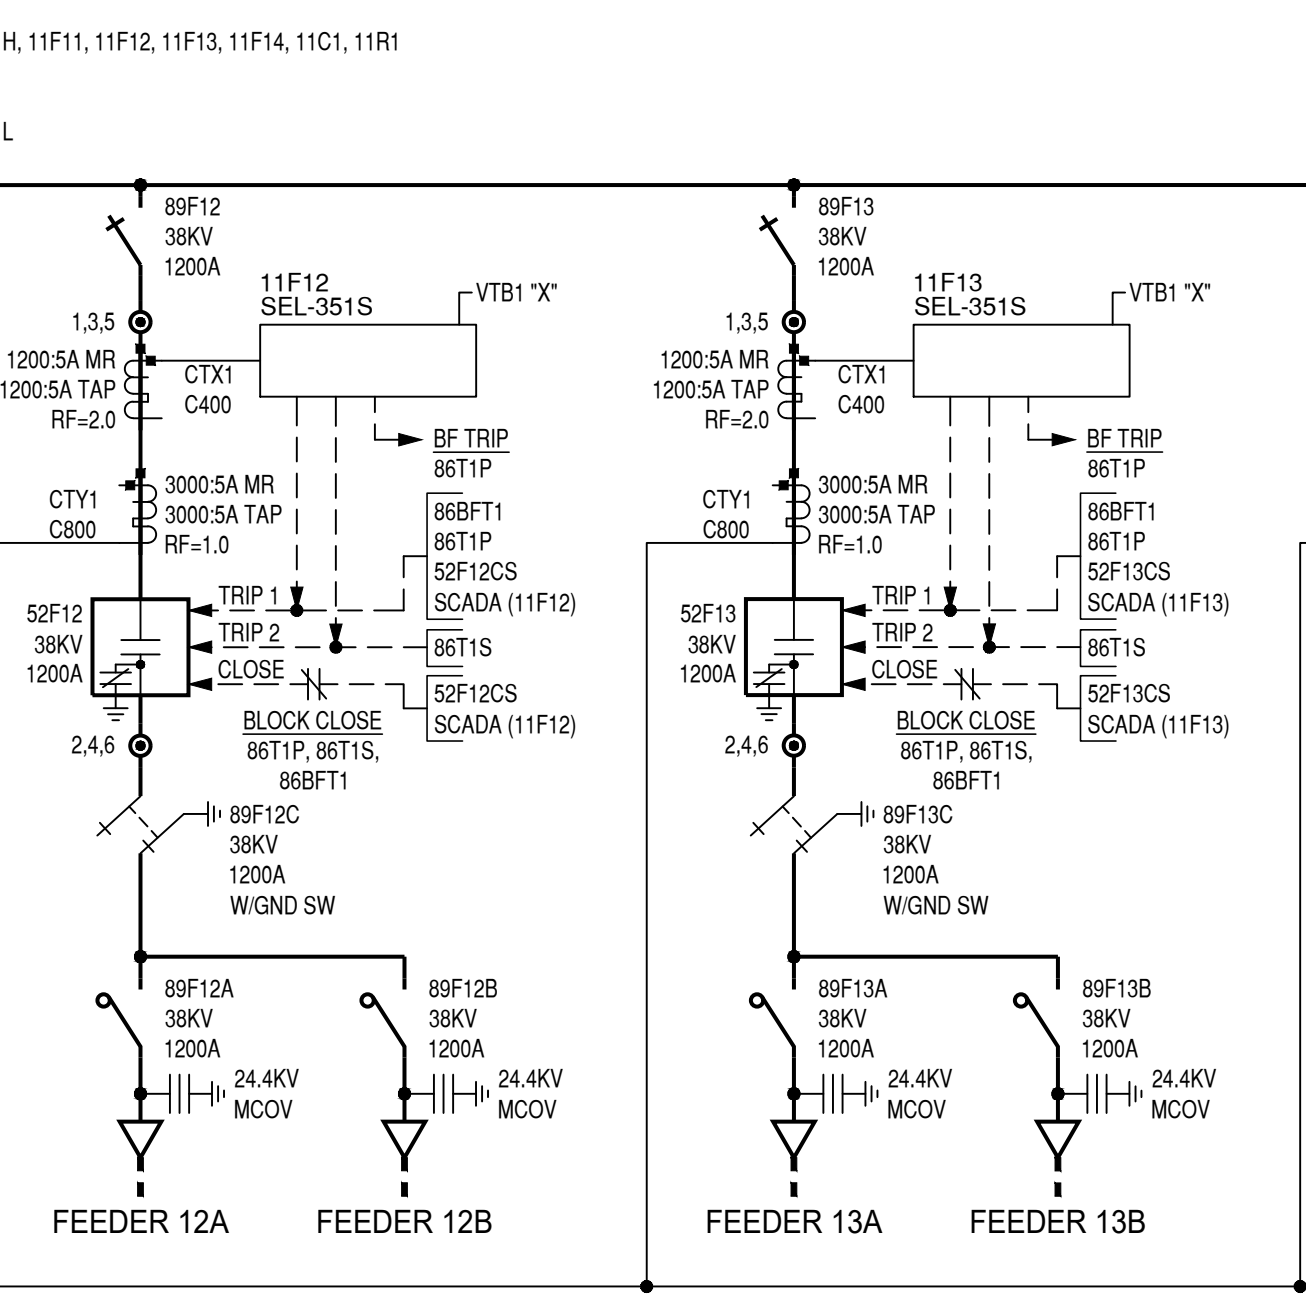 H, 11F11, 11F12, 11F13, 11F14, 11C1, 11R1
L
89F12
38KV
1200A
11F12
SEL-351S
VTB1 "X"
1,3,5
1200:5A MR
1200:5A TAP
RF=2.0
CTX1
C400
BF TRIP
86T1P
CTY1
C800
3000:5A MR
3000:5A TAP
RF=1.0
86BFT1
86T1P
52F12CS
SCADA (11F12)
TRIP 1
52F12
38KV
1200A
TRIP 2
86T1S
CLOSE
52F12CS
SCADA (11F12)
BLOCK CLOSE
86T1P, 86T1S,
86BFT1
2,4,6
89F12C
38KV
1200A
W/GND SW
89F12A
38KV
1200A
24.4KV
MCOV
FEEDER 12A
89F12B
38KV
1200A
24.4KV
MCOV
FEEDER 12B
89F13
38KV
1200A
11F13
SEL-351S
VTB1 "X"
1,3,5
1200:5A MR
1200:5A TAP
RF=2.0
CTX1
C400
BF TRIP
86T1P
CTY1
C800
3000:5A MR
3000:5A TAP
RF=1.0
86BFT1
86T1P
52F13CS
SCADA (11F13)
TRIP 1
52F13
38KV
1200A
TRIP 2
86T1S
CLOSE
52F13CS
SCADA (11F13)
BLOCK CLOSE
86T1P, 86T1S,
86BFT1
2,4,6
89F13C
38KV
1200A
W/GND SW
89F13A
38KV
1200A
24.4KV
MCOV
FEEDER 13A
89F13B
38KV
1200A
24.4KV
MCOV
FEEDER 13B